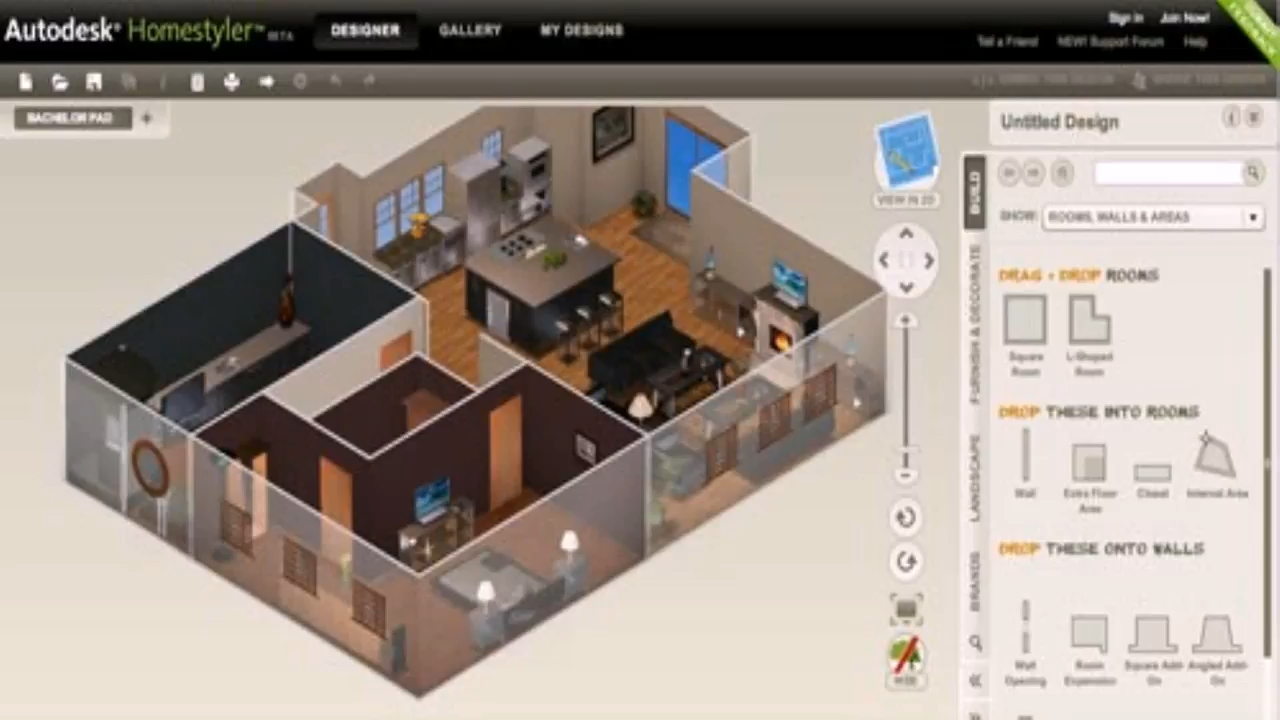 Autodesk® Homestyler™ BETA
DESIGNER
GALLERY
MY DESIGNS
Sign In
Join Now!
Tell a Friend
NEW! Support Forum
Help
BACHELOR PAD
+
Untitled Design
VIEW IN 2D
BUILD
FURNISH & DECORATE
LANDSCAPE
BRANDS
SHOW: ROOMS, WALLS & AREAS
DRAG + DROP ROOMS
Square Room
L-Shaped Room
DROP THESE INTO ROOMS
Wall
Extra Floor Area
Closet
Internal Area
DROP THESE ONTO WALLS
Wall Opening
Room Expansion
Square Add-On
Angled Add-On
HIDE